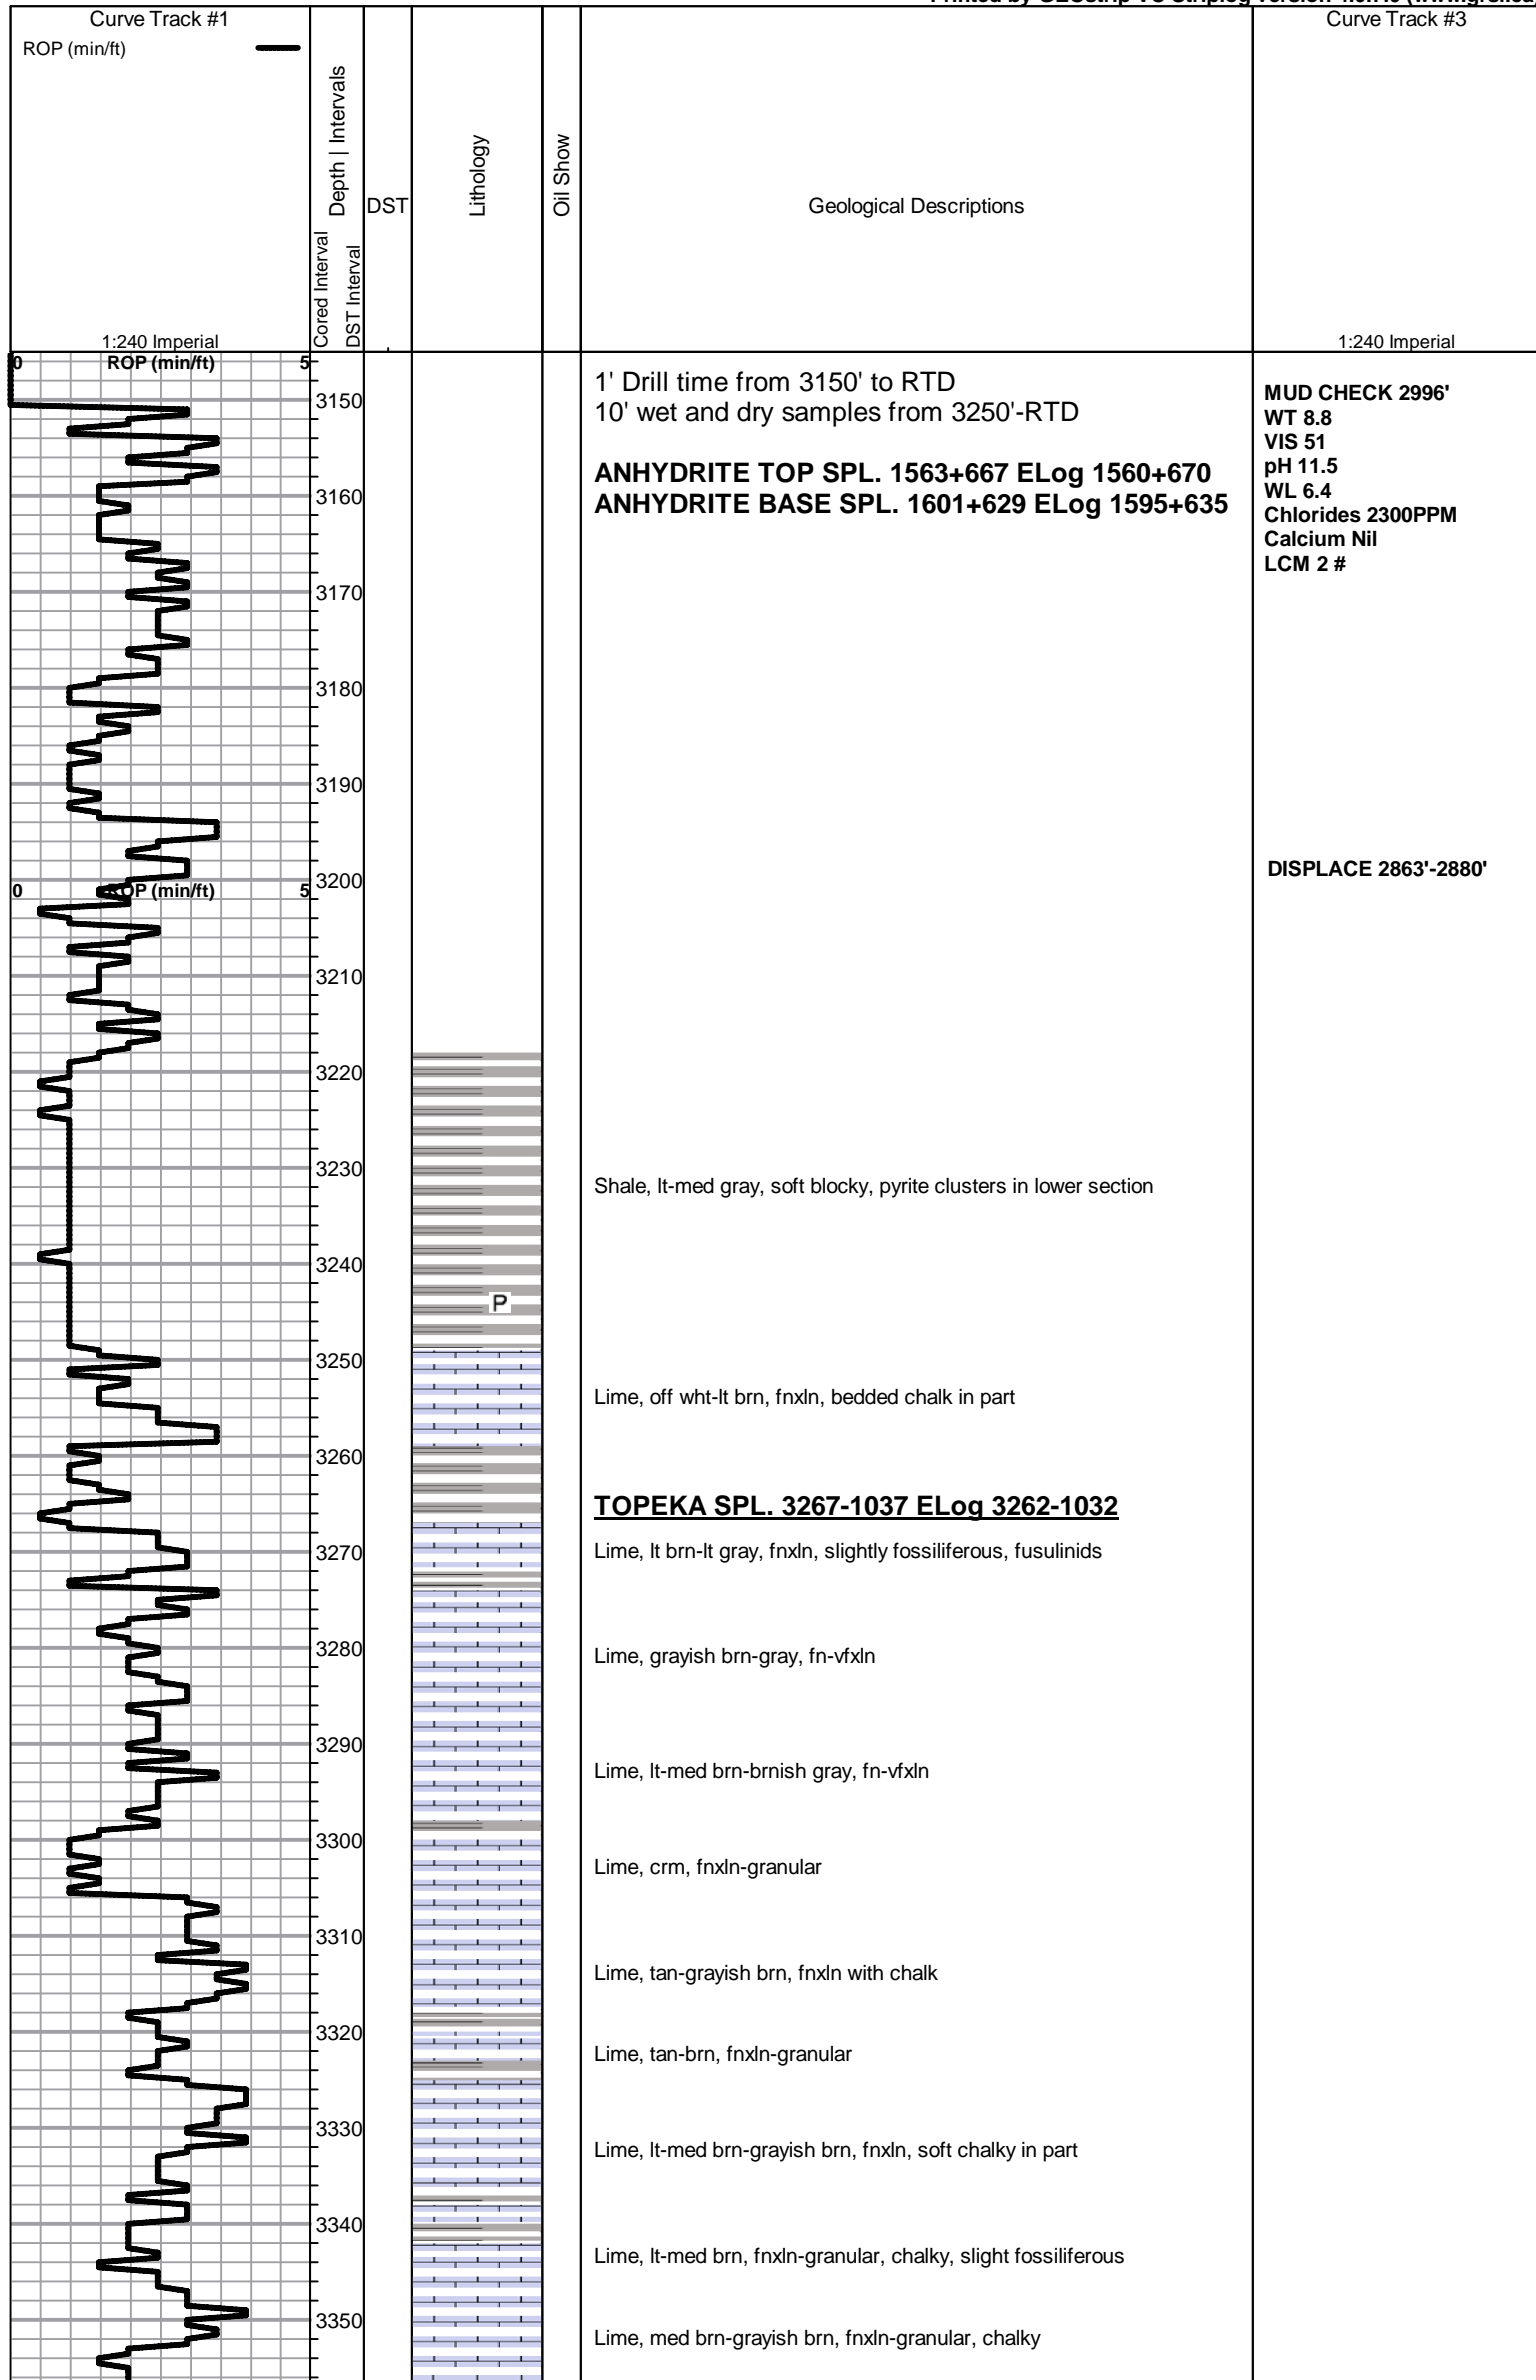 Curve Track #1
ROP (min/ft)
1:240 Imperial
Depth | Intervals
Cored Interval
DST Interval
DST
Lithology
Oil Show
Geological Descriptions
Curve Track #3
1:240 Imperial
0 ROP (min/ft) 5
3150
3160
3170
3180
3190
3200
0 ROP (min/ft) 5
3210
3220
3230
3240
3250
3260
3270
3280
3290
3300
3310
3320
3330
3340
3350
P
1' Drill time from 3150' to RTD
10' wet and dry samples from 3250'-RTD
ANHYDRITE TOP SPL. 1563+667 ELog 1560+670
ANHYDRITE BASE SPL. 1601+629 ELog 1595+635
Shale, lt-med gray, soft blocky, pyrite clusters in lower section
Lime, off wht-lt brn, fnxln, bedded chalk in part
TOPEKA SPL. 3267-1037 ELog 3262-1032
Lime, lt brn-lt gray, fnxln, slightly fossiliferous, fusulinids
Lime, grayish brn-gray, fn-vfxln
Lime, lt-med brn-brnish gray, fn-vfxln
Lime, crm, fnxln-granular
Lime, tan-grayish brn, fnxln with chalk
Lime, tan-brn, fnxln-granular
Lime, lt-med brn-grayish brn, fnxln, soft chalky in part
Lime, lt-med brn, fnxln-granular, chalky, slight fossiliferous
Lime, med brn-grayish brn, fnxln-granular, chalky
MUD CHECK 2996'
WT 8.8
VIS 51
pH 11.5
WL 6.4
Chlorides 2300PPM
Calcium Nil
LCM 2 #
DISPLACE 2863'-2880'